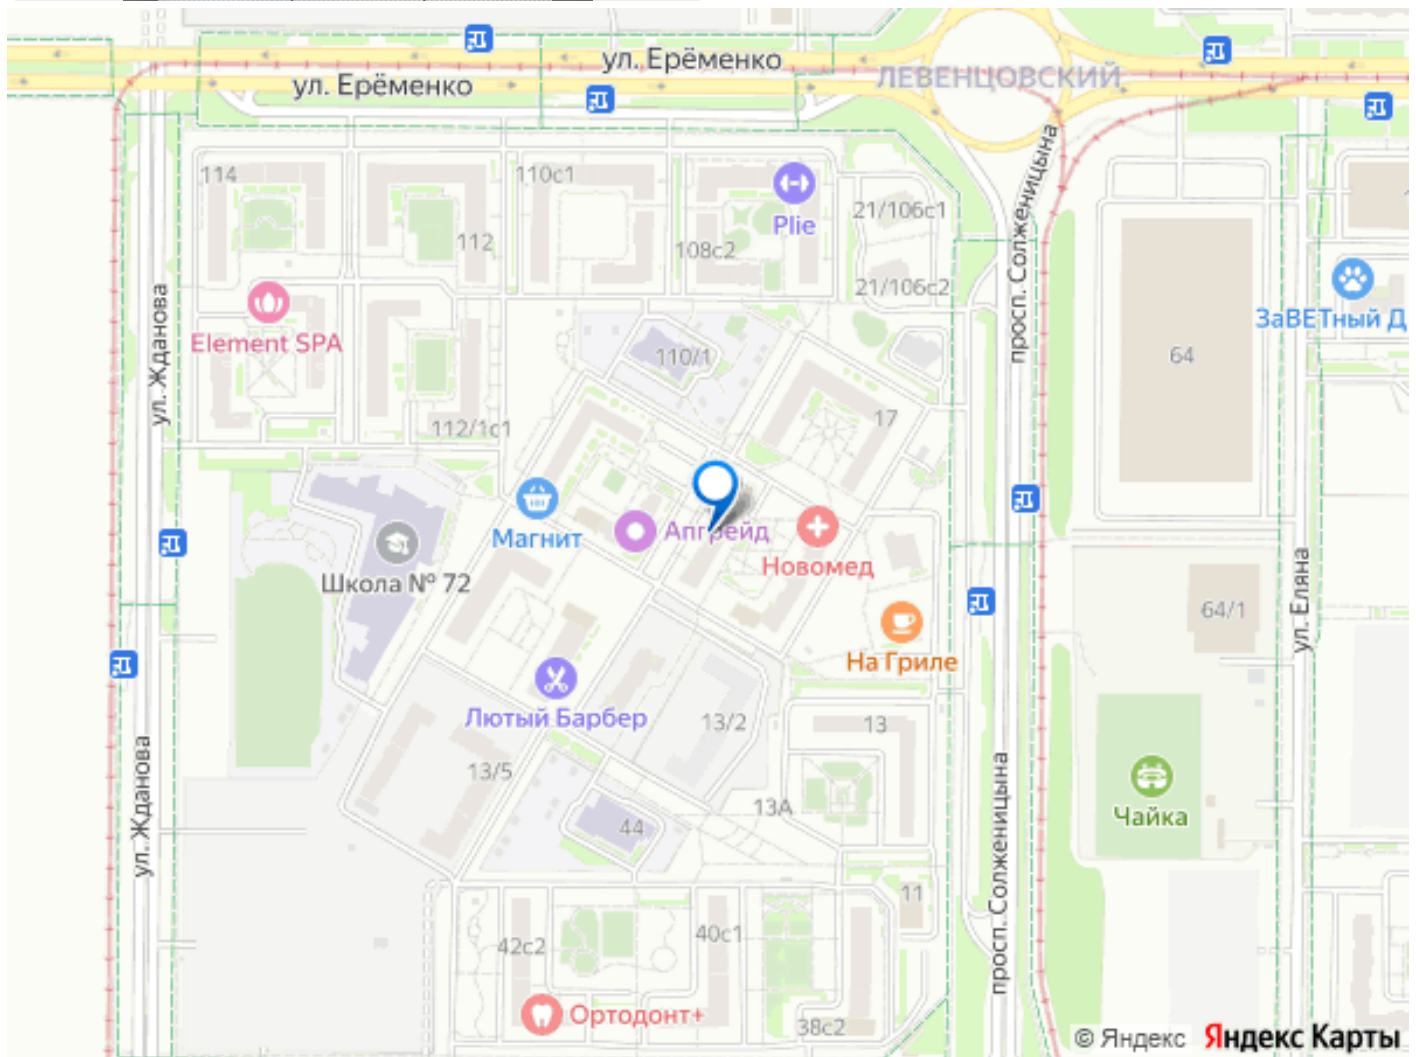 ул. Ерёменко
ул. Ерёменко
ЛЕВЕНЦОВСКИЙ
114
112
110с1
108с2
Plie
21/106с1
21/106с2
просп. Солженицына
64
ЗаВЕТный Д
Element SPA
ул. Жданова
110/1
112/1с1
17
Магнит
Апгрейд
Новомед
Школа № 72
На Гриле
64/1
ул. Еляна
Лютый Барбер
13/2
13
13/5
13А
44
Чайка
ул. Жданова
просп. Солженицына
11
42с2
40с1
Ортодонт+
38с2
© Яндекс Яндекс Карты